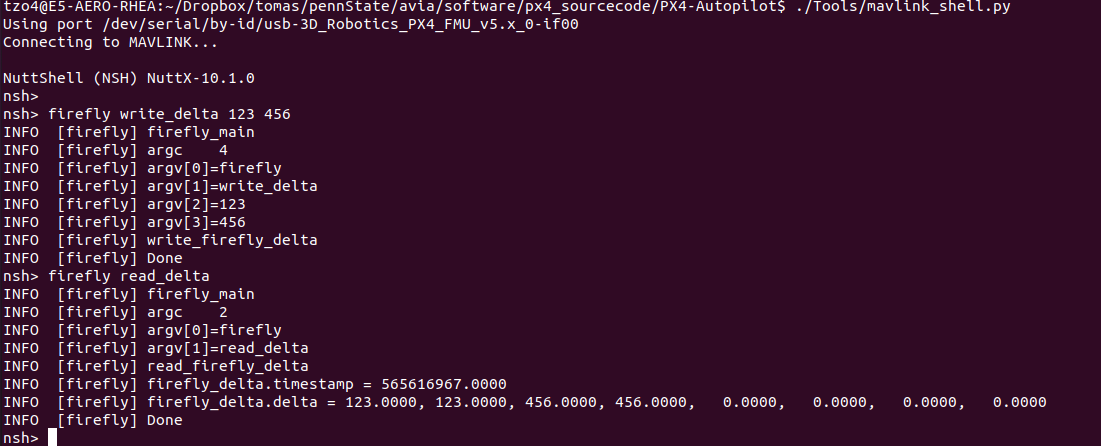 tzo4@E5-AERO-RHEA:~/Dropbox/tomas/pennState/avia/software/px4_sourcecode/PX4-Autopilot$ ./Tools/mavlink_shell.py
Using port /dev/serial/by-id/usb-3D_Robotics_PX4_FMU_v5.x_0-if00
Connecting to MAVLINK...

NuttShell (NSH) NuttX-10.1.0
nsh>
nsh> firefly write_delta 123 456
INFO  [firefly] firefly_main
INFO  [firefly] argc    4
INFO  [firefly] argv[0]=firefly
INFO  [firefly] argv[1]=write_delta
INFO  [firefly] argv[2]=123
INFO  [firefly] argv[3]=456
INFO  [firefly] write_firefly_delta
INFO  [firefly] Done
nsh> firefly read_delta
INFO  [firefly] firefly_main
INFO  [firefly] argc    2
INFO  [firefly] argv[0]=firefly
INFO  [firefly] argv[1]=read_delta
INFO  [firefly] read_firefly_delta
INFO  [firefly] firefly_delta.timestamp = 565616967.0000
INFO  [firefly] firefly_delta.delta = 123.0000, 123.0000, 456.0000, 456.0000,   0.0000,   0.0000,   0.0000,   0.0000
INFO  [firefly] Done
nsh>